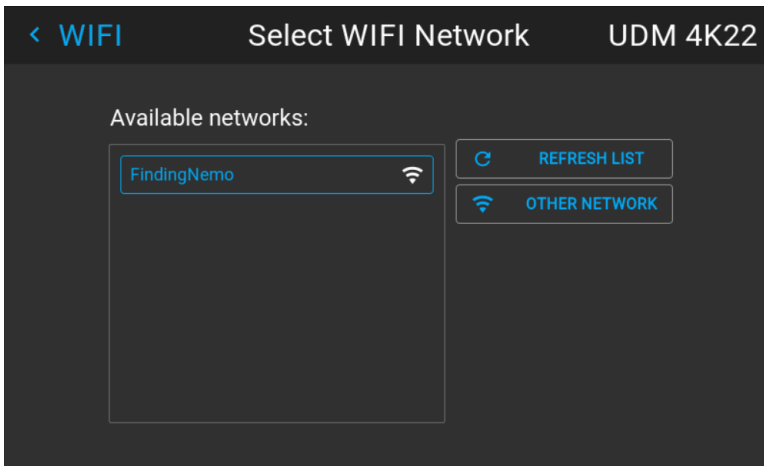 WIFI
Select WIFI Network
UDM 4K22
Available networks:
FindingNemo
REFRESH LIST
OTHER NETWORK